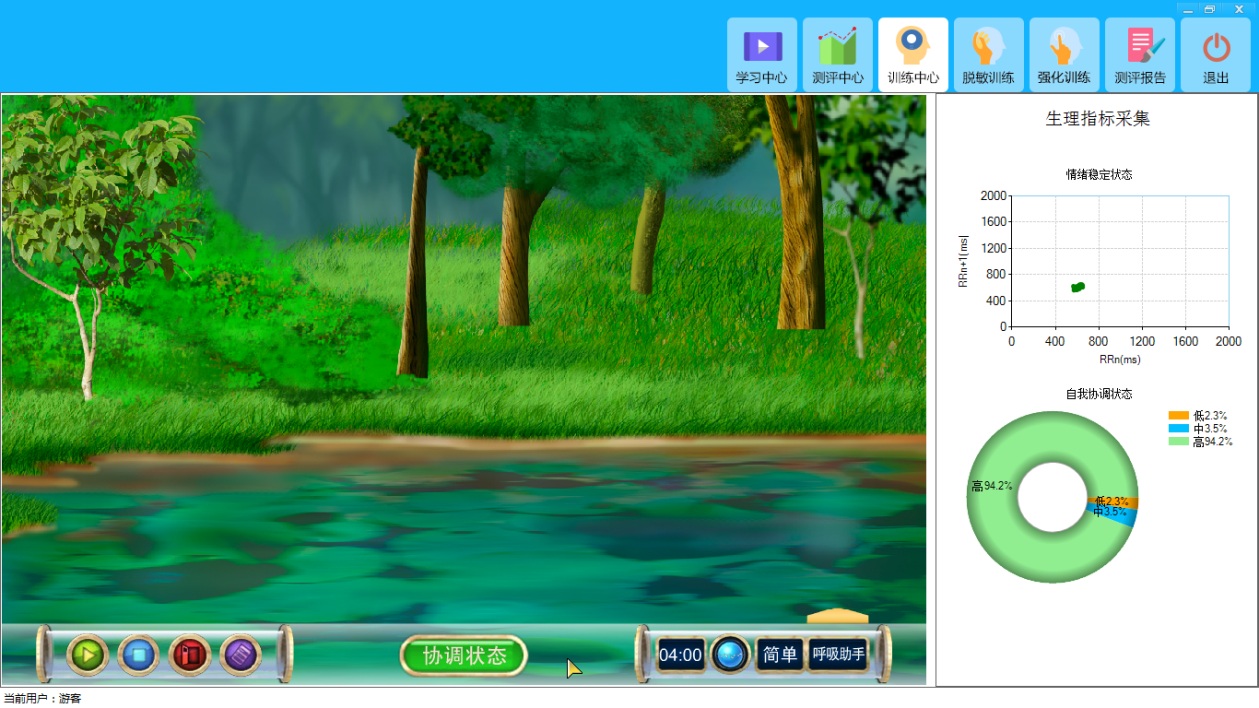 学习中心
测评中心
训练中心
脱敏训练
强化训练
测评报告
退出
生理指标采集
情绪稳定状态
2000
1600
1200
800
400
0
RRn+1(ms)
0 400 800 1200 1600 2000
RRn(ms)
自我协调状态
低2.3%
中3.5%
高94.2%
高94.2%
低2.3%
中3.5%
协调状态
04:00
简单
呼吸助手
当前用户：游客